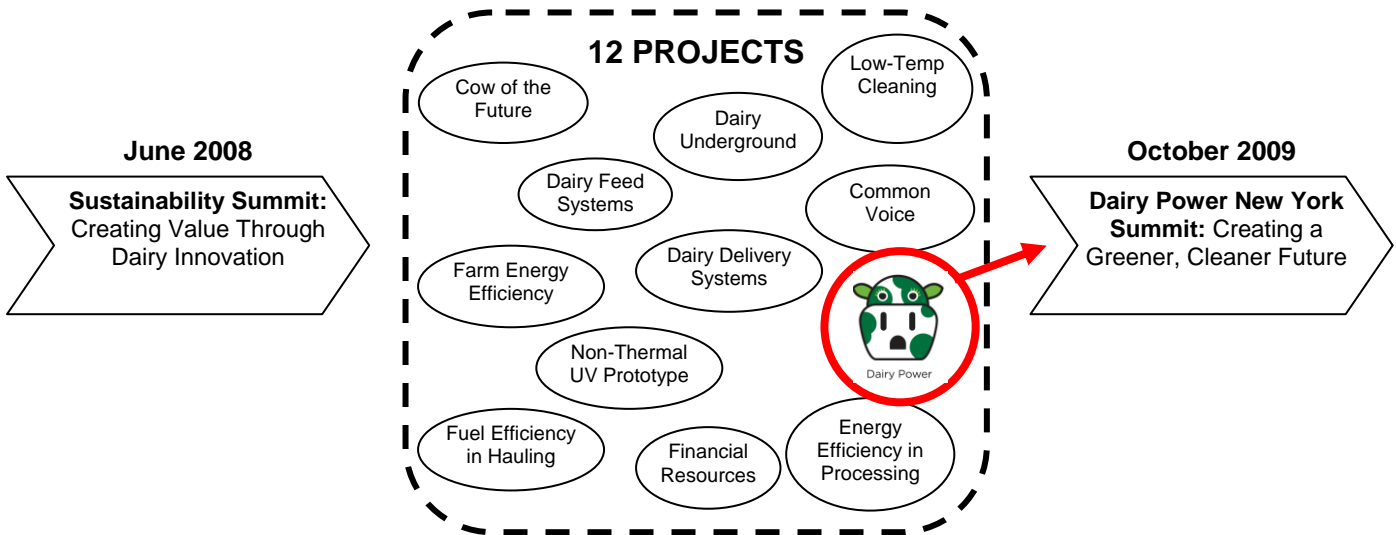 June 2008
Sustainability Summit:
Creating Value Through
Dairy Innovation
12 PROJECTS
Cow of the
Future
Low-Temp
Cleaning
Dairy
Underground
Dairy Feed
Systems
Common
Voice
Farm Energy
Efficiency
Dairy Delivery
Systems
Dairy Power
Non-Thermal
UV Prototype
Fuel Efficiency
in Hauling
Financial
Resources
Energy
Efficiency in
Processing
October 2009
Dairy Power New York
Summit: Creating a
Greener, Cleaner Future